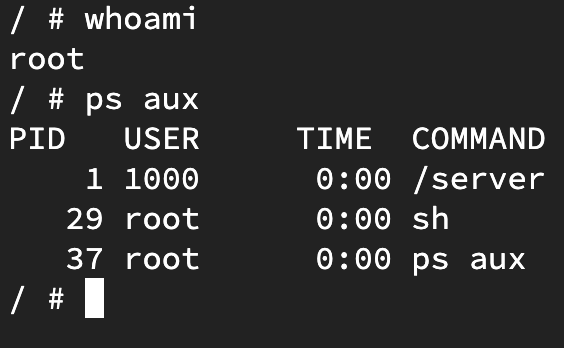 / # whoami
root
/ # ps aux
PID   USER     TIME  COMMAND
    1 1000      0:00 /server
   29 root      0:00 sh
   37 root      0:00 ps aux
/ #